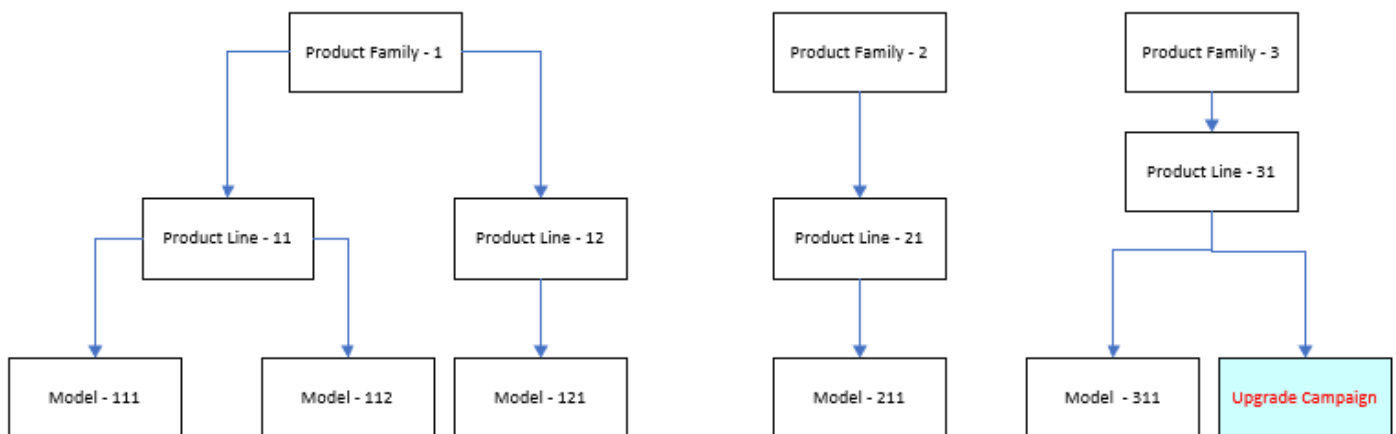 Product Family - 1
Product Family - 2
Product Family - 3
Product Line - 31
Product Line - 11
Product Line - 12
Product Line - 21
Model - 111
Model - 112
Model - 121
Model - 211
Model  - 311
Upgrade Campaign